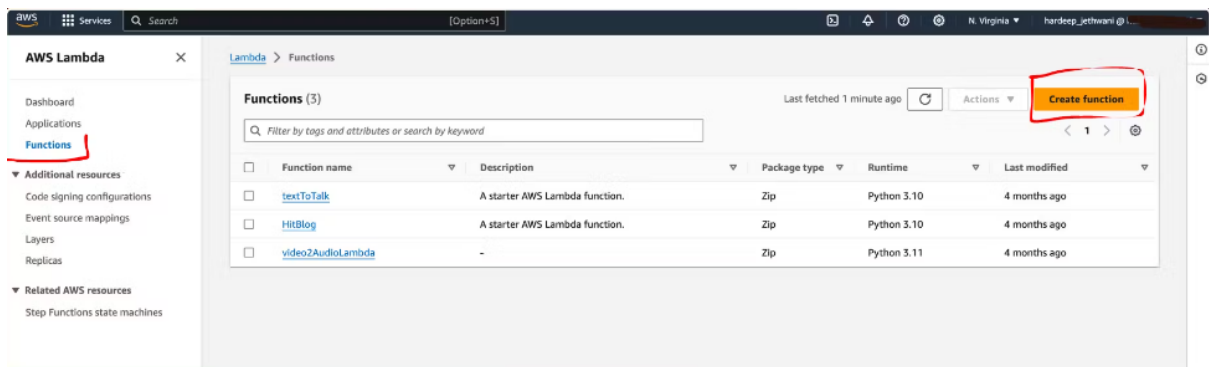 aws Services Search [Option+S] N. Virginia ▼ hardeep_jethwani @
AWS Lambda
Lambda > Functions
Dashboard
Applications
Functions
Additional resources
Code signing configurations
Event source mappings
Layers
Replicas
Related AWS resources
Step Functions state machines
Functions (3) Last fetched 1 minute ago Actions ▼ Create function
Filter by tags and attributes or search by keyword < 1 >
Function name Description Package type Runtime Last modified
textToTalk A starter AWS Lambda function. Zip Python 3.10 4 months ago
HitBlog A starter AWS Lambda function. Zip Python 3.10 4 months ago
video2AudioLambda - Zip Python 3.11 4 months ago